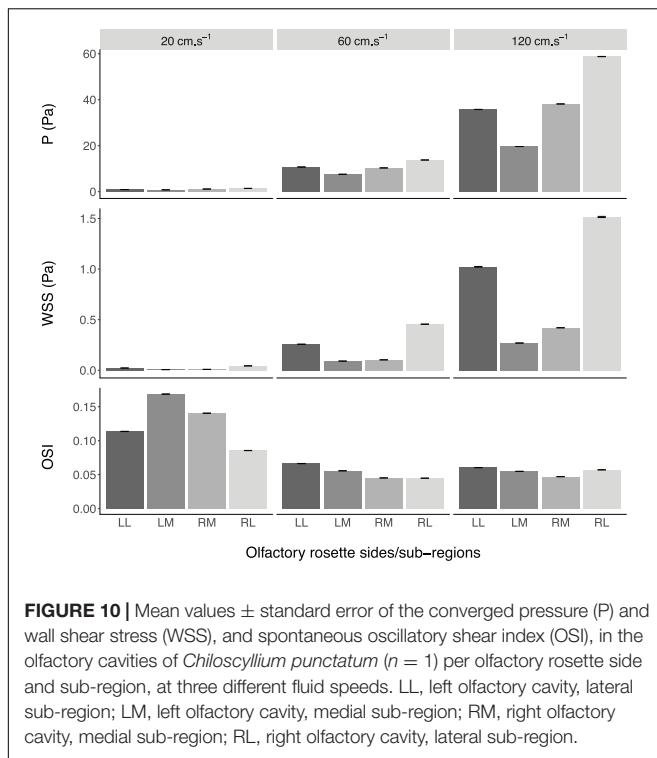 20 cm.s⁻¹ 60 cm.s⁻¹ 120 cm.s⁻¹
P (Pa)
60
40
20
0
WSS (Pa)
1.5
1.0
0.5
0.0
OSI
0.15
0.10
0.05
0.00
LL LM RM RL LL LM RM RL LL LM RM RL
Olfactory rosette sides/sub-regions
FIGURE 10 | Mean values ± standard error of the converged pressure (P) and
wall shear stress (WSS), and spontaneous oscillatory shear index (OSI), in the
olfactory cavities of Chiloscyllium punctatum (n = 1) per olfactory rosette side
and sub-region, at three different fluid speeds. LL, left olfactory cavity, lateral
sub-region; LM, left olfactory cavity, medial sub-region; RM, right olfactory
cavity, medial sub-region; RL, right olfactory cavity, lateral sub-region.